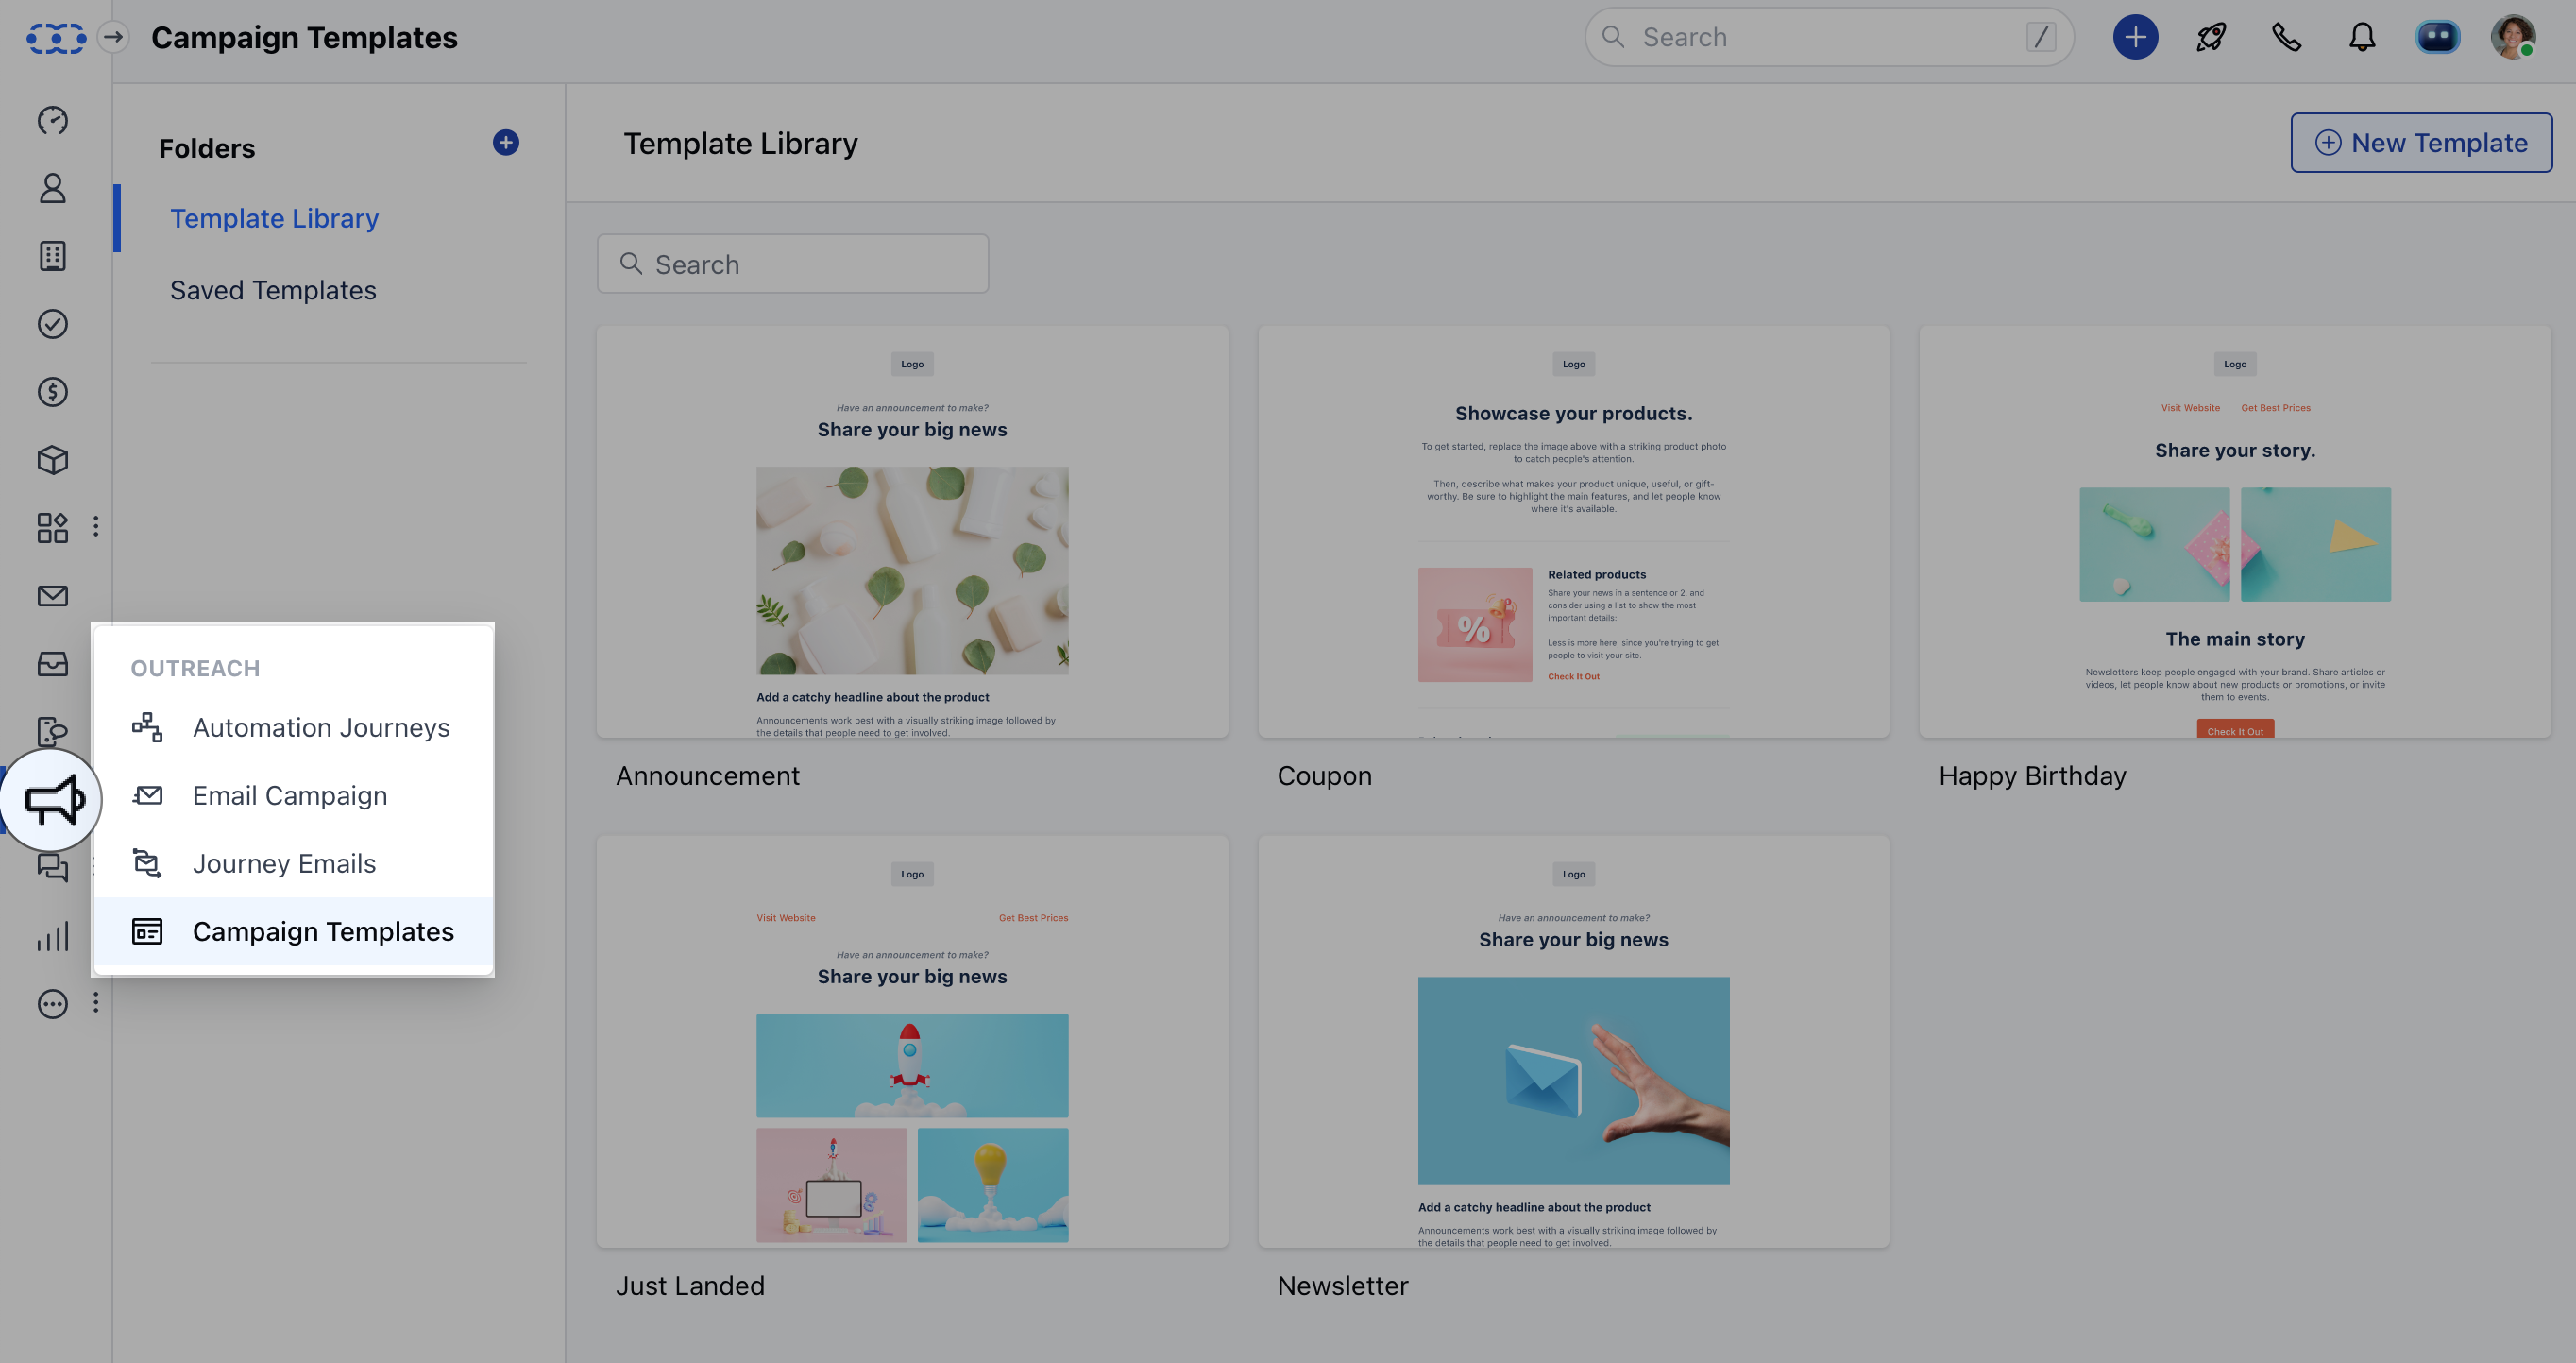 Campaign Templates
Search
/
Folders
Template Library
Saved Templates
Template Library
New Template
Search
Logo
Have an announcement to make?
Share your big news
Add a catchy headline about the product
Announcements work best with a visually striking image followed by
the details that people need to get involved.
Announcement
Logo
Showcase your products.
To get started, replace the image above with a striking product photo
to catch people's attention.
Then, describe what makes your product unique, useful, or gift-
worthy. Be sure to highlight the main features, and let people know
where it's available.
%
Related products
Share your news in a sentence or 2, and
consider using a list to show the most
important details:
Less is more here, since you're trying to get
people to visit your site.
Check It Out
Coupon
Logo
Visit Website
Get Best Prices
Share your story.
The main story
Newsletters keep people engaged with your brand. Share articles or
videos, let people know about new products or promotions, or invite
them to events.
Check It Out
Happy Birthday
OUTREACH
Automation Journeys
Email Campaign
Journey Emails
Campaign Templates
Logo
Visit Website
Get Best Prices
Have an announcement to make?
Share your big news
Just Landed
Logo
Have an announcement to make?
Share your big news
Add a catchy headline about the product
Announcements work best with a visually striking image followed by
the details that people need to get involved.
Newsletter